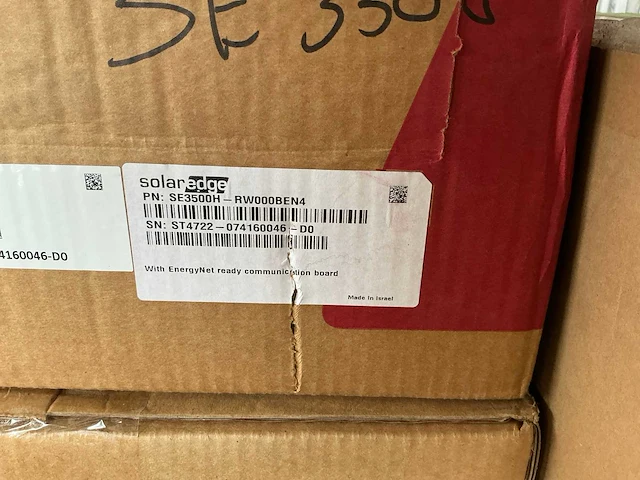 SE 3500
solaredge
PN: SE3500H-RW000BEN4
SN: ST4722-074160046-D0
4160046-D0
With EnergyNet ready communication board
Made in Israel